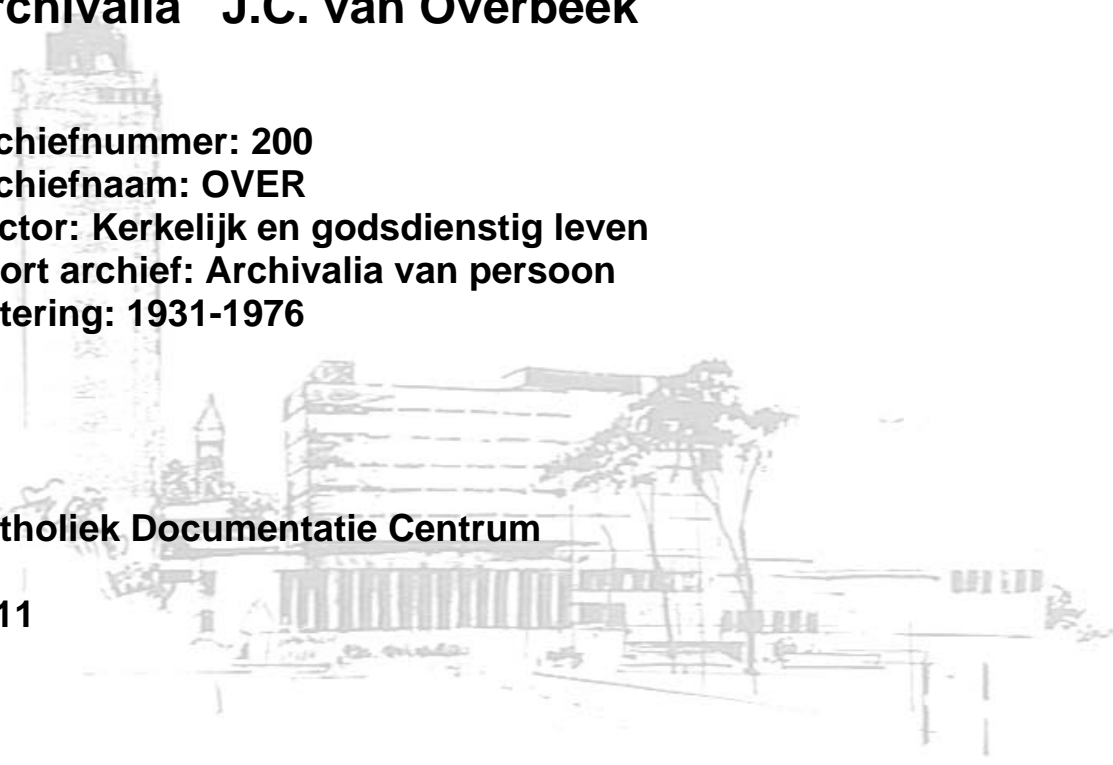 rchivalia J.C. van Overbeek
chiefnummer: 200
chiefnaam: OVER
ctor: Kerkelijk en godsdienstig leven
ort archief: Archivalia van persoon
tering: 1931-1976
tholiek Documentatie Centrum
11